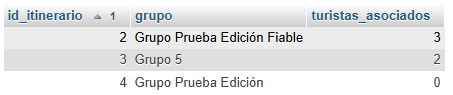 id_itinerario 1 grupo turistas_asociados
2 Grupo Prueba Edición Fiable 3
3 Grupo 5 2
4 Grupo Prueba Edición 0